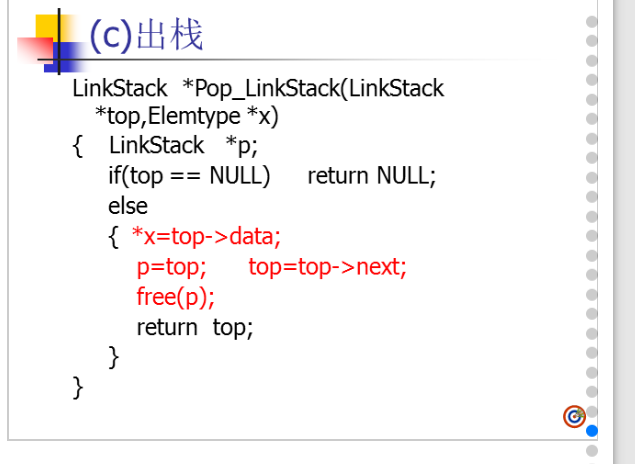 (c)出栈
LinkStack *Pop_LinkStack(LinkStack
*top,Elemtype *x)
{ LinkStack *p;
if(top == NULL) return NULL;
else
{ *x=top->data;
p=top; top=top->next;
free(p);
return top;
}
}